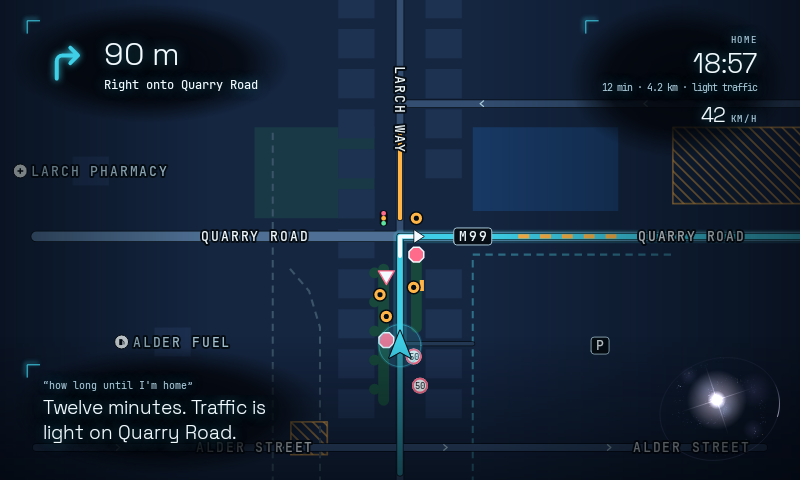 90 m
Right onto Quarry Road
HOME
18:57
12 min · 4.2 km · light traffic
42 KM/H
LARCH WAY
LARCH PHARMACY
QUARRY ROAD
M99
QUARRY ROAD
ALDER FUEL
P
50
50
“how long until I'm home”
Twelve minutes. Traffic is
light on Quarry Road.
ALDER STREET
ALDER STREET